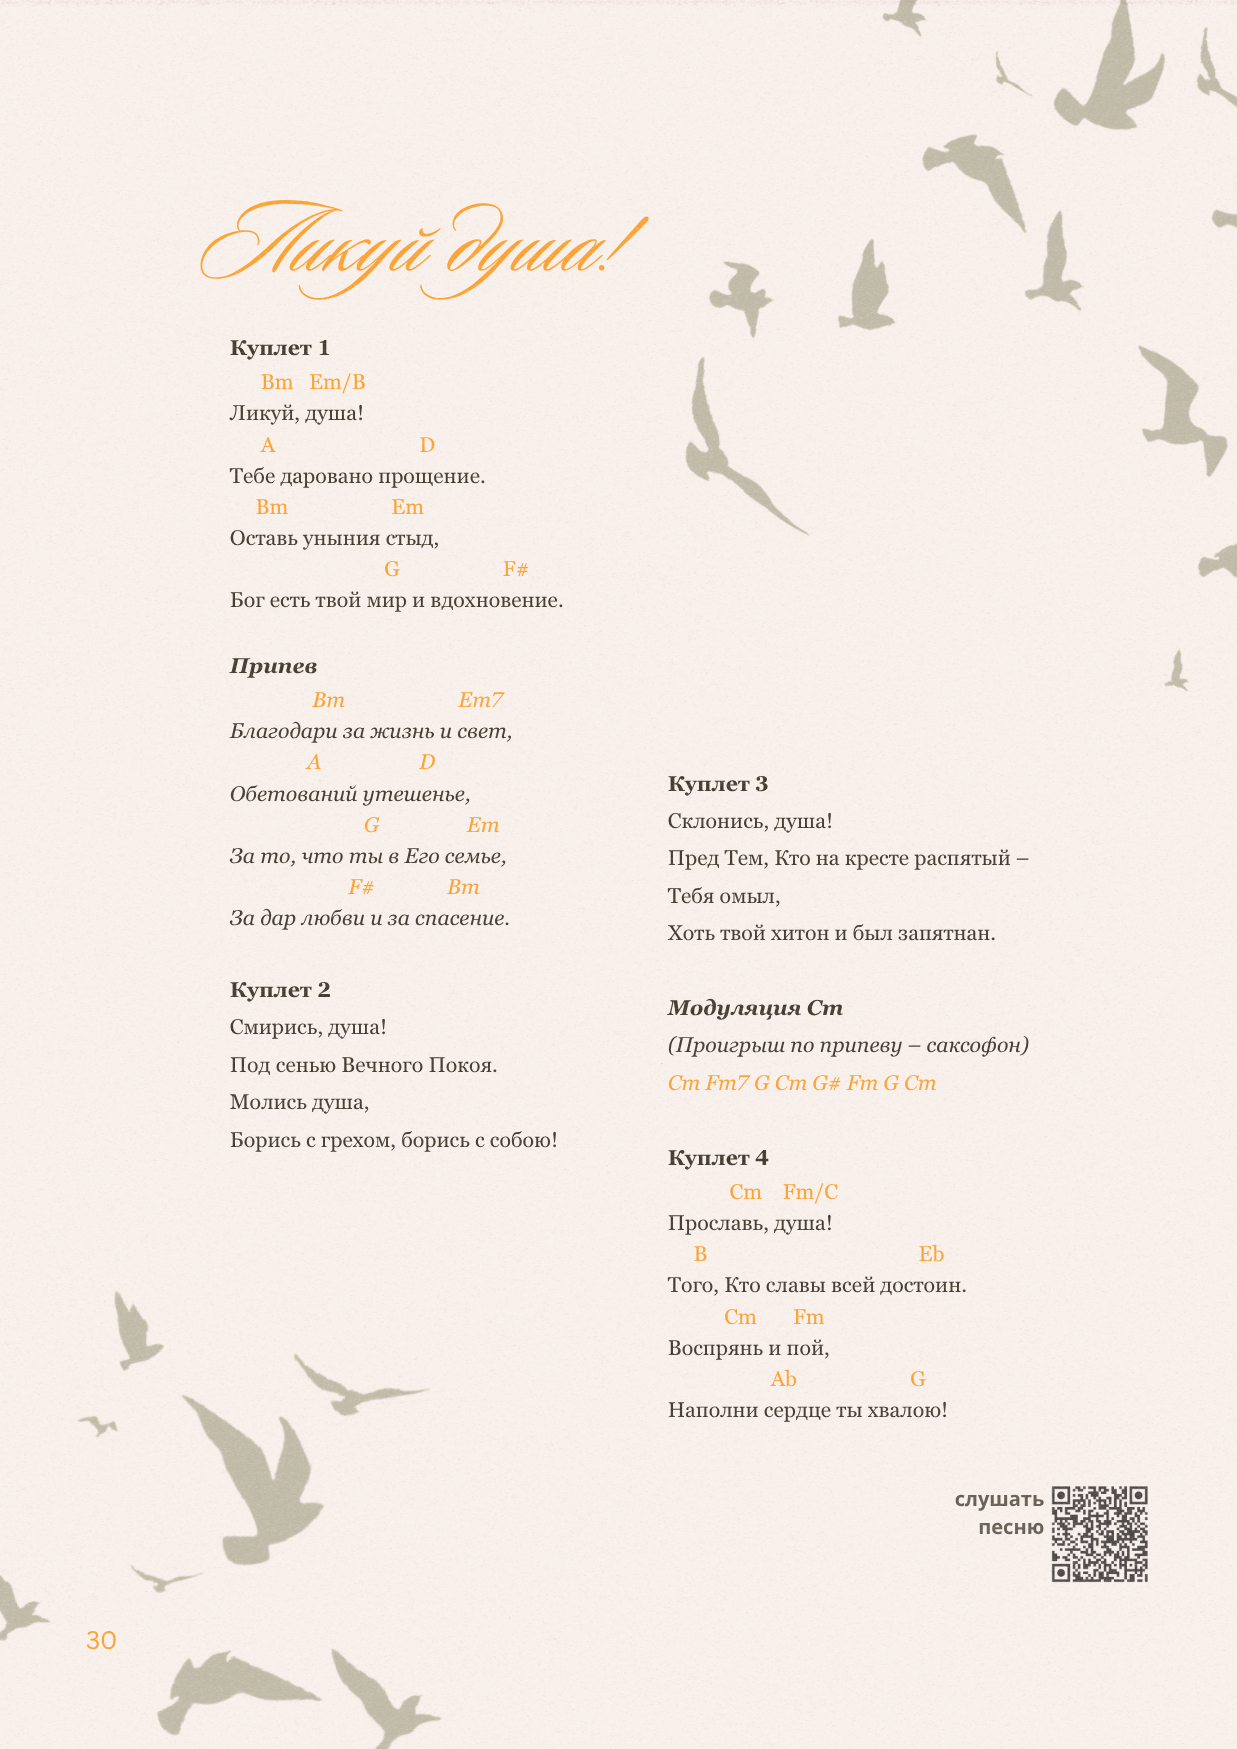 Ликуй душа!
Куплет 1
Bm Em/B
Ликуй, душа!
A D
Тебе даровано прощение.
Bm Em
Оставь уныния стыд,
G F#
Бог есть твой мир и вдохновение.
Припев
Bm Em7
Благодари за жизнь и свет,
A D
Обетований утешенье,
G Em
За то, что ты в Его семье,
F# Bm
За дар любви и за спасение.
Куплет 2
Смирись, душа!
Под сенью Вечного Покоя.
Молись душа,
Борись с грехом, борись с собою!
Куплет 3
Склонись, душа!
Пред Тем, Кто на кресте распятый –
Тебя омыл,
Хоть твой хитон и был запятнан.
Модуляция Cm
(Проигрыш по припеву – саксофон)
Cm Fm7 G Cm G# Fm G Cm
Куплет 4
Cm Fm/C
Прославь, душа!
B Eb
Того, Кто славы всей достоин.
Cm Fm
Воспрянь и пой,
Ab G
Наполни сердце ты хвалою!
слушать
песню
30